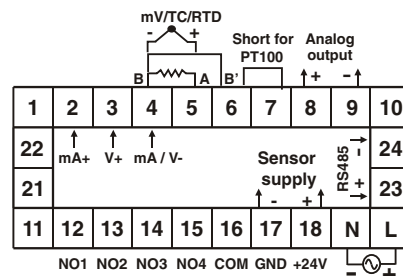 mV/TC/RTD
- +
Short for PT100
Analog output
B A B'
+ -
1 2 3 4 5 6 7 8 9 10
22 mA+ V+ mA / V- RS485 - 24
21 Sensor supply - + + 23
11 12 13 14 15 16 17 18 N L
NO1 NO2 NO3 NO4 COM GND +24V - +